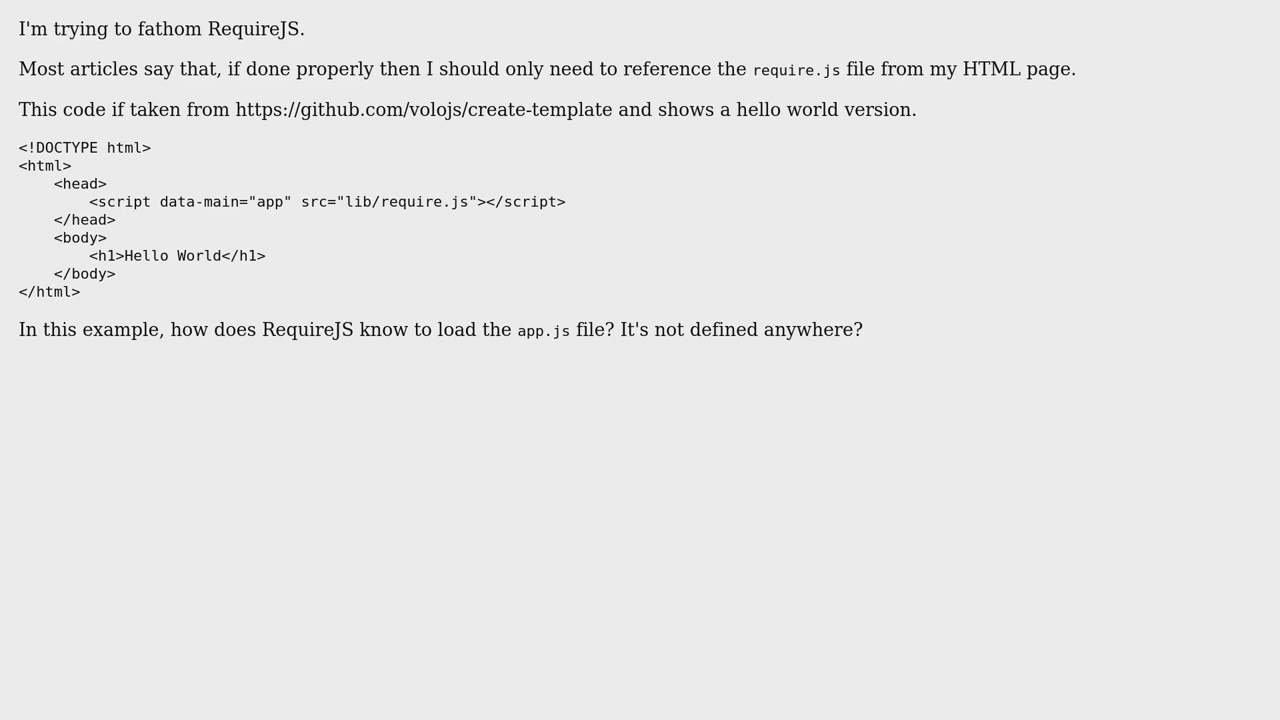 I'm trying to fathom RequireJS.
Most articles say that, if done properly then I should only need to reference the require.js file from my HTML page.
This code if taken from https://github.com/volojs/create-template and shows a hello world version.
<!DOCTYPE html>
<html>
    <head>
        <script data-main="app" src="lib/require.js"></script>
    </head>
    <body>
        <h1>Hello World</h1>
    </body>
</html>
In this example, how does RequireJS know to load the app.js file? It's not defined anywhere?